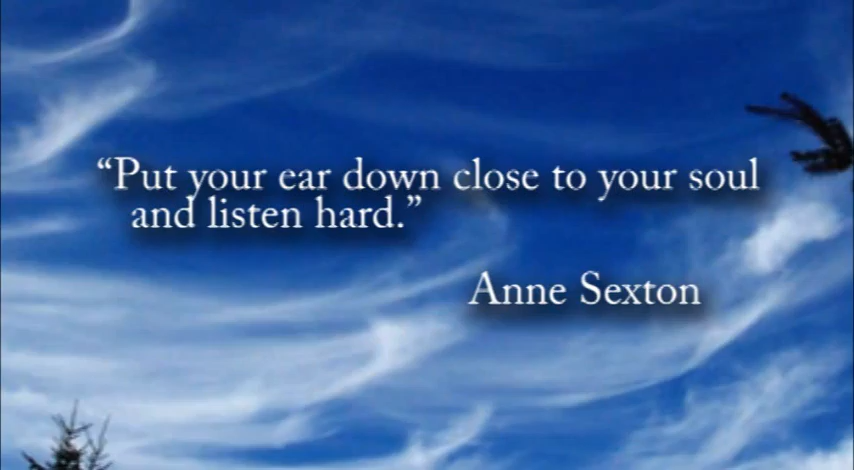 “Put your ear down close to your soul
and listen hard.”
Anne Sexton